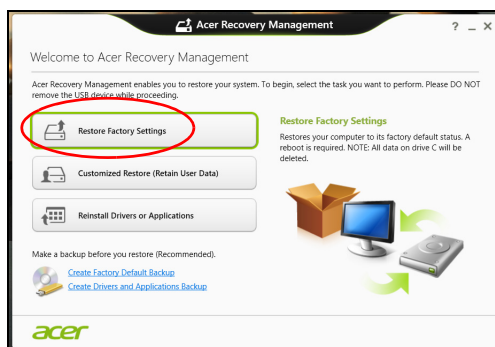 Acer Recovery Management
Welcome to Acer Recovery Management
Acer Recovery Management enables you to restore your system. To begin, select the task you want to perform. Please DO NOT
remove the USB device while proceeding.
Restore Factory Settings
Customized Restore (Retain User Data)
Reinstall Drivers or Applications
Restore Factory Settings
Restores your computer to its factory default status. A
reboot is required. NOTE: All data on drive C will be
deleted.
Make a backup before you restore (Recommended).
Create Factory Default Backup
Create Drivers and Applications Backup
acer